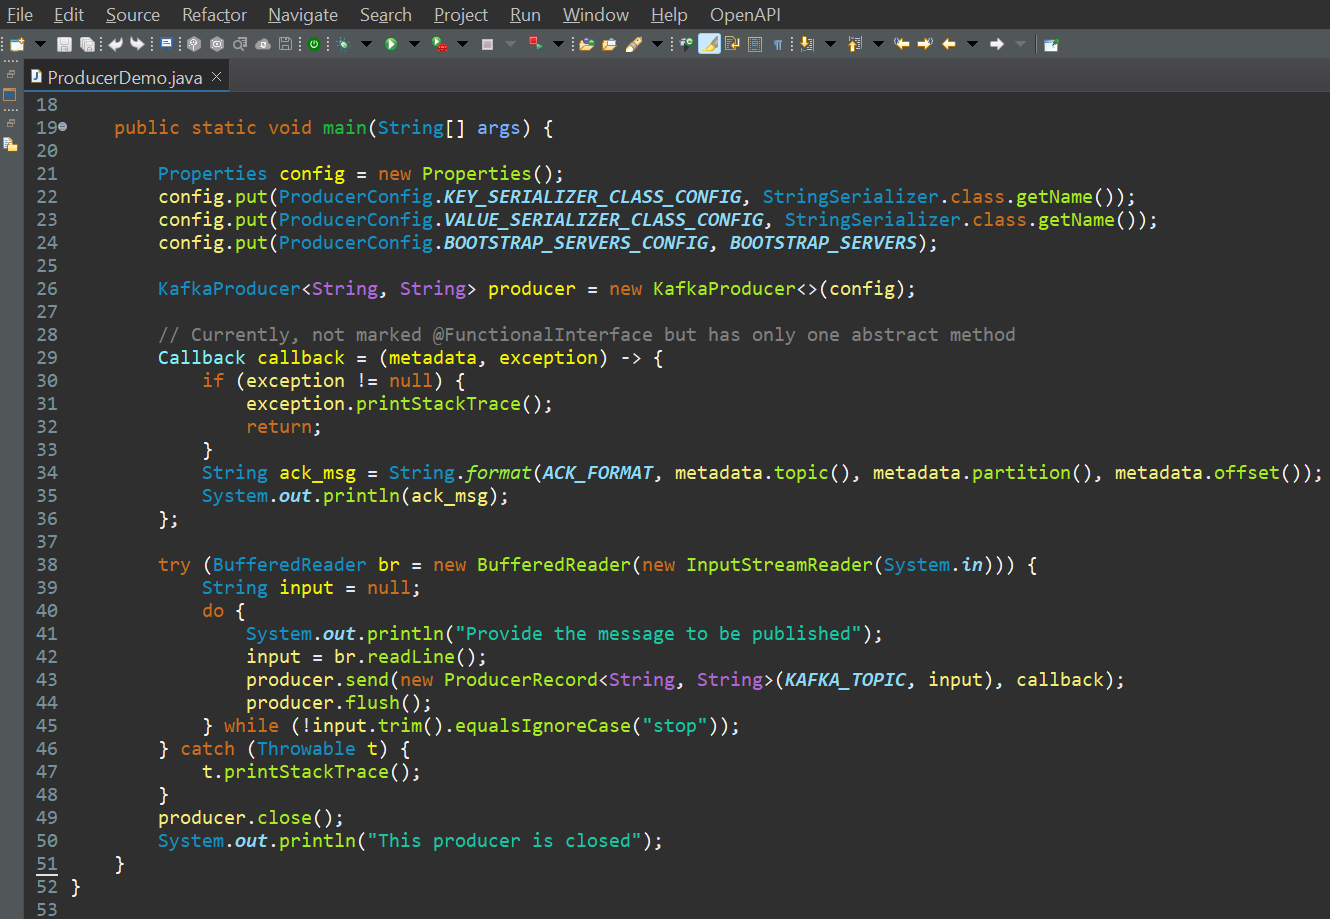 File Edit Source Refactor Navigate Search Project Run Window Help OpenAPI
ProducerDemo.java
18
19 public static void main(String[] args) {
20
21 Properties config = new Properties();
22 config.put(ProducerConfig.KEY_SERIALIZER_CLASS_CONFIG, StringSerializer.class.getName());
23 config.put(ProducerConfig.VALUE_SERIALIZER_CLASS_CONFIG, StringSerializer.class.getName());
24 config.put(ProducerConfig.BOOTSTRAP_SERVERS_CONFIG, BOOTSTRAP_SERVERS);
25
26 KafkaProducer<String, String> producer = new KafkaProducer<>(config);
27
28 // Currently, not marked @FunctionalInterface but has only one abstract method
29 Callback callback = (metadata, exception) -> {
30 if (exception != null) {
31 exception.printStackTrace();
32 return;
33 }
34 String ack_msg = String.format(ACK_FORMAT, metadata.topic(), metadata.partition(), metadata.offset());
35 System.out.println(ack_msg);
36 };
37
38 try (BufferedReader br = new BufferedReader(new InputStreamReader(System.in))) {
39 String input = null;
40 do {
41 System.out.println("Provide the message to be published");
42 input = br.readLine();
43 producer.send(new ProducerRecord<String, String>(KAFKA_TOPIC, input), callback);
44 producer.flush();
45 } while (!input.trim().equalsIgnoreCase("stop"));
46 } catch (Throwable t) {
47 t.printStackTrace();
48 }
49 producer.close();
50 System.out.println("This producer is closed");
51 }
52 }
53